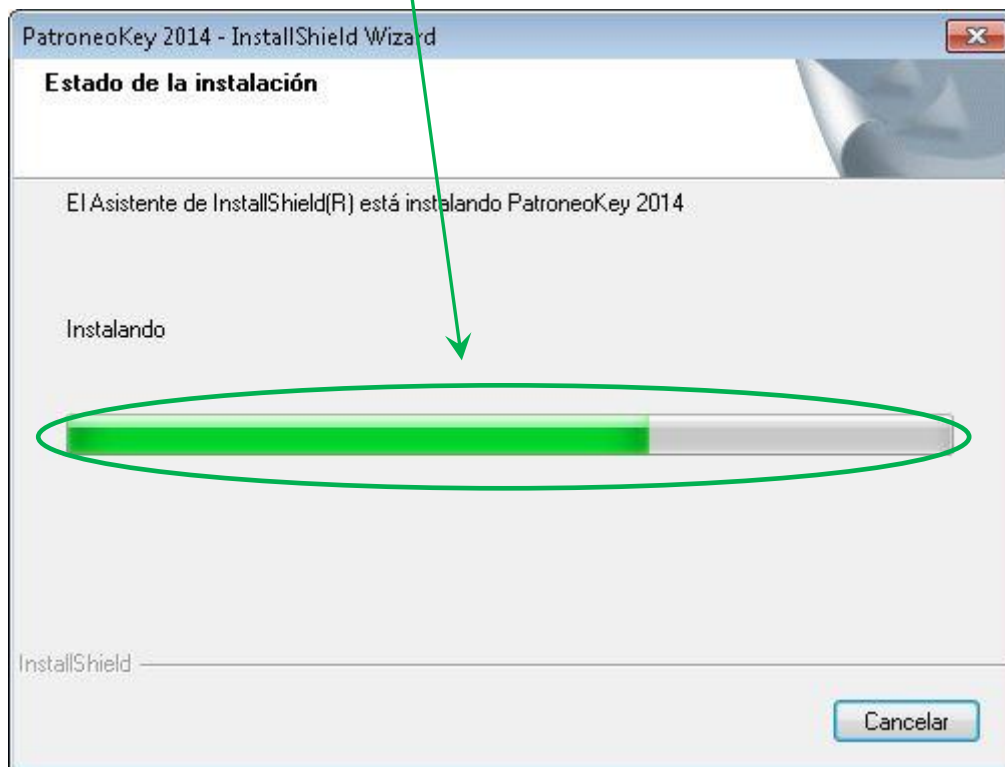 PatroneoKey 2014 - InstallShield Wizard
Estado de la instalación
El Asistente de InstallShield(R) está instalando PatroneoKey 2014
Instalando
InstallShield
Cancelar